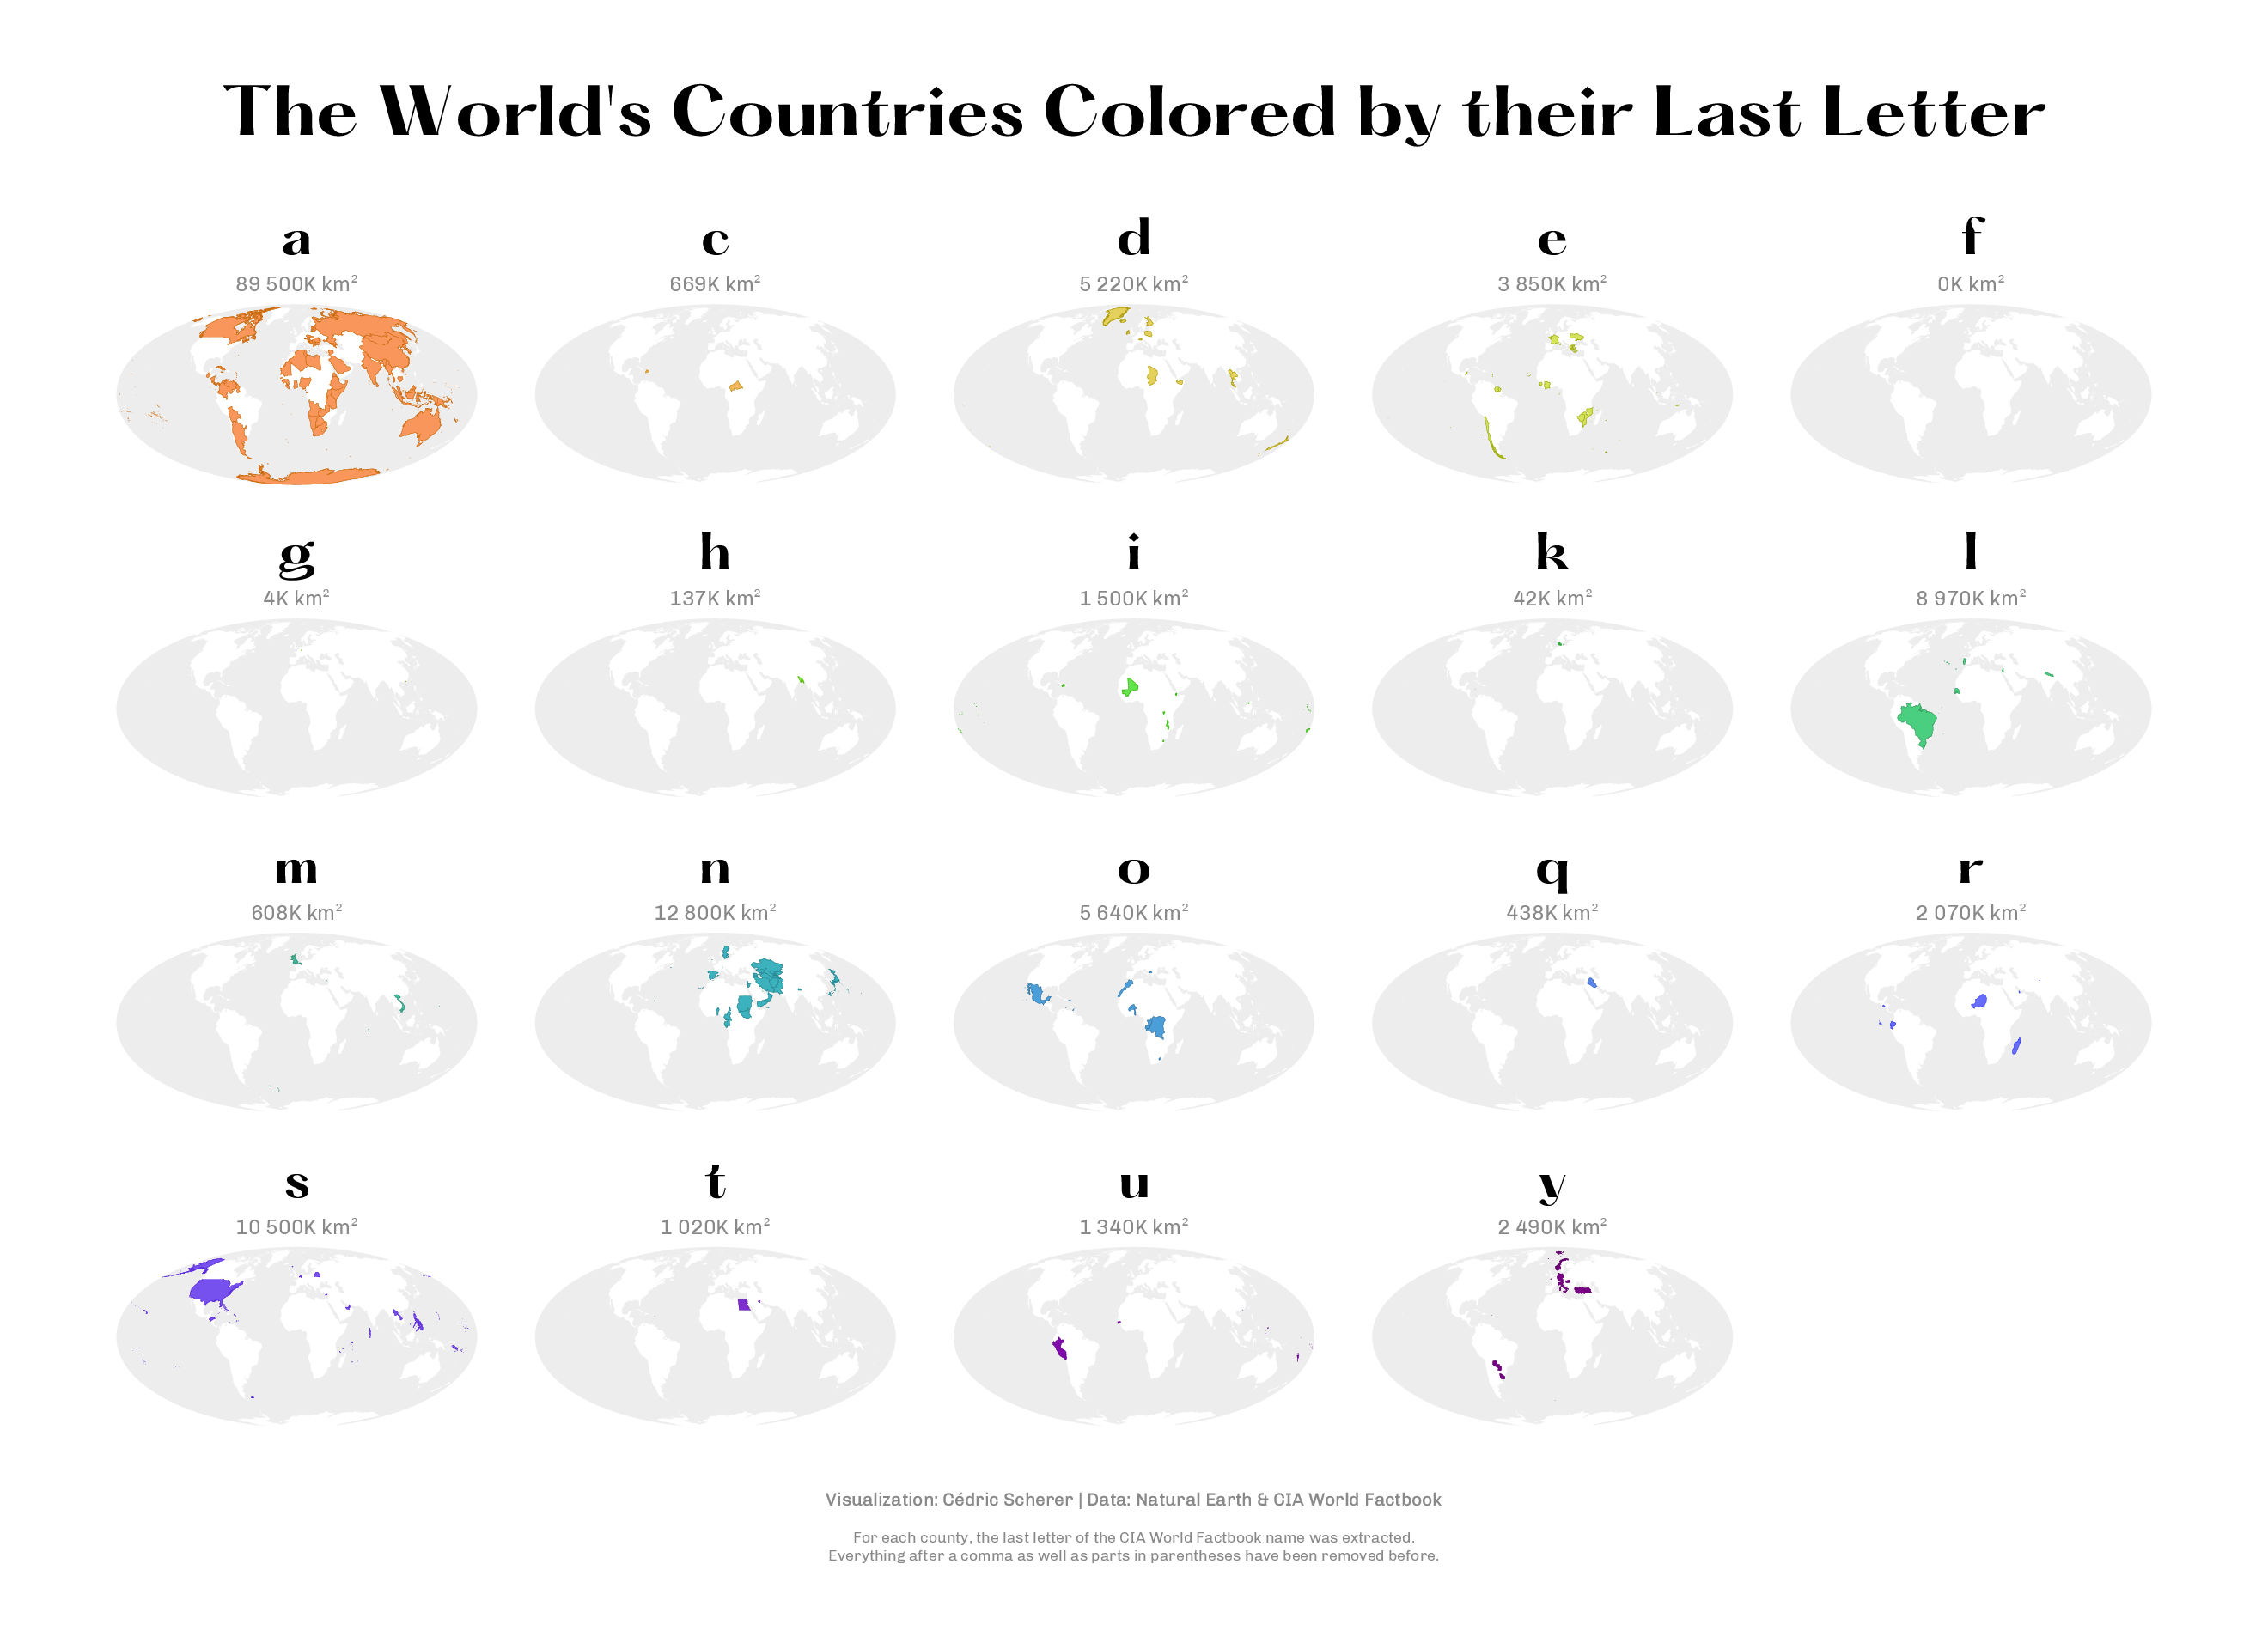 The World's Countries Colored by their Last Letter
a c d e f
89 500K km² 669K km² 5 220K km² 3 850K km² 0K km²
g h i k l
4K km² 137K km² 1 500K km² 42K km² 8 970K km²
m n o q r
608K km² 12 800K km² 5 640K km² 438K km² 2 070K km²
s t u y
10 500K km² 1 020K km² 1 340K km² 2 490K km²
Visualization: Cédric Scherer | Data: Natural Earth & CIA World Factbook
For each county, the last letter of the CIA World Factbook name was extracted.
Everything after a comma as well as parts in parentheses have been removed before.